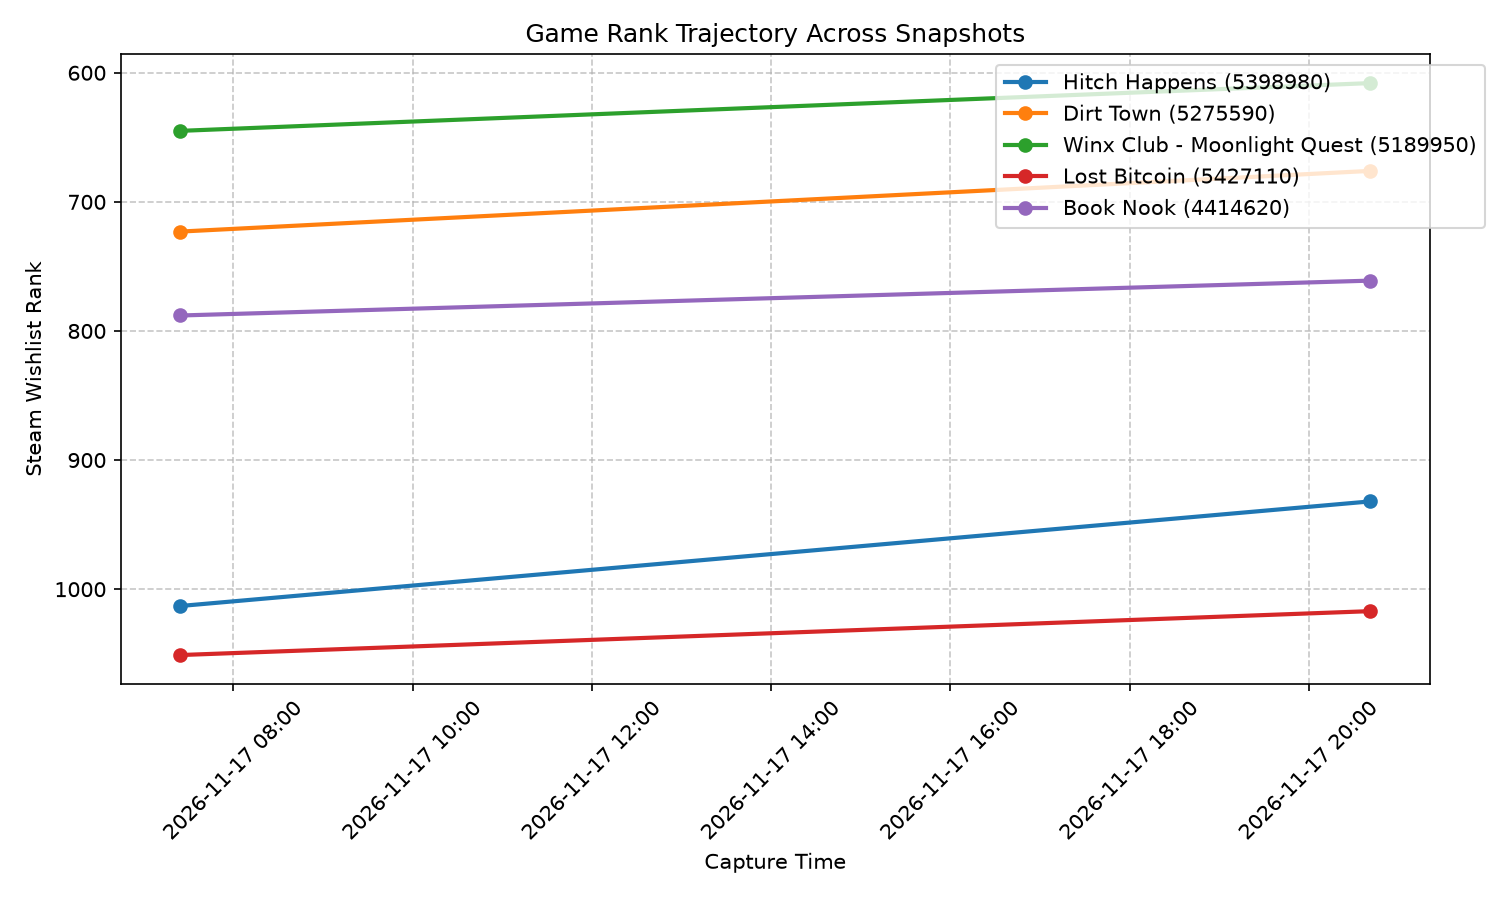 Game Rank Trajectory Across Snapshots
600
700
800
900
1000
Steam Wishlist Rank
Hitch Happens (5398980)
Dirt Town (5275590)
Winx Club - Moonlight Quest (5189950)
Lost Bitcoin (5427110)
Book Nook (4414620)
2026-11-17 08:00
2026-11-17 10:00
2026-11-17 12:00
2026-11-17 14:00
2026-11-17 16:00
2026-11-17 18:00
2026-11-17 20:00
Capture Time